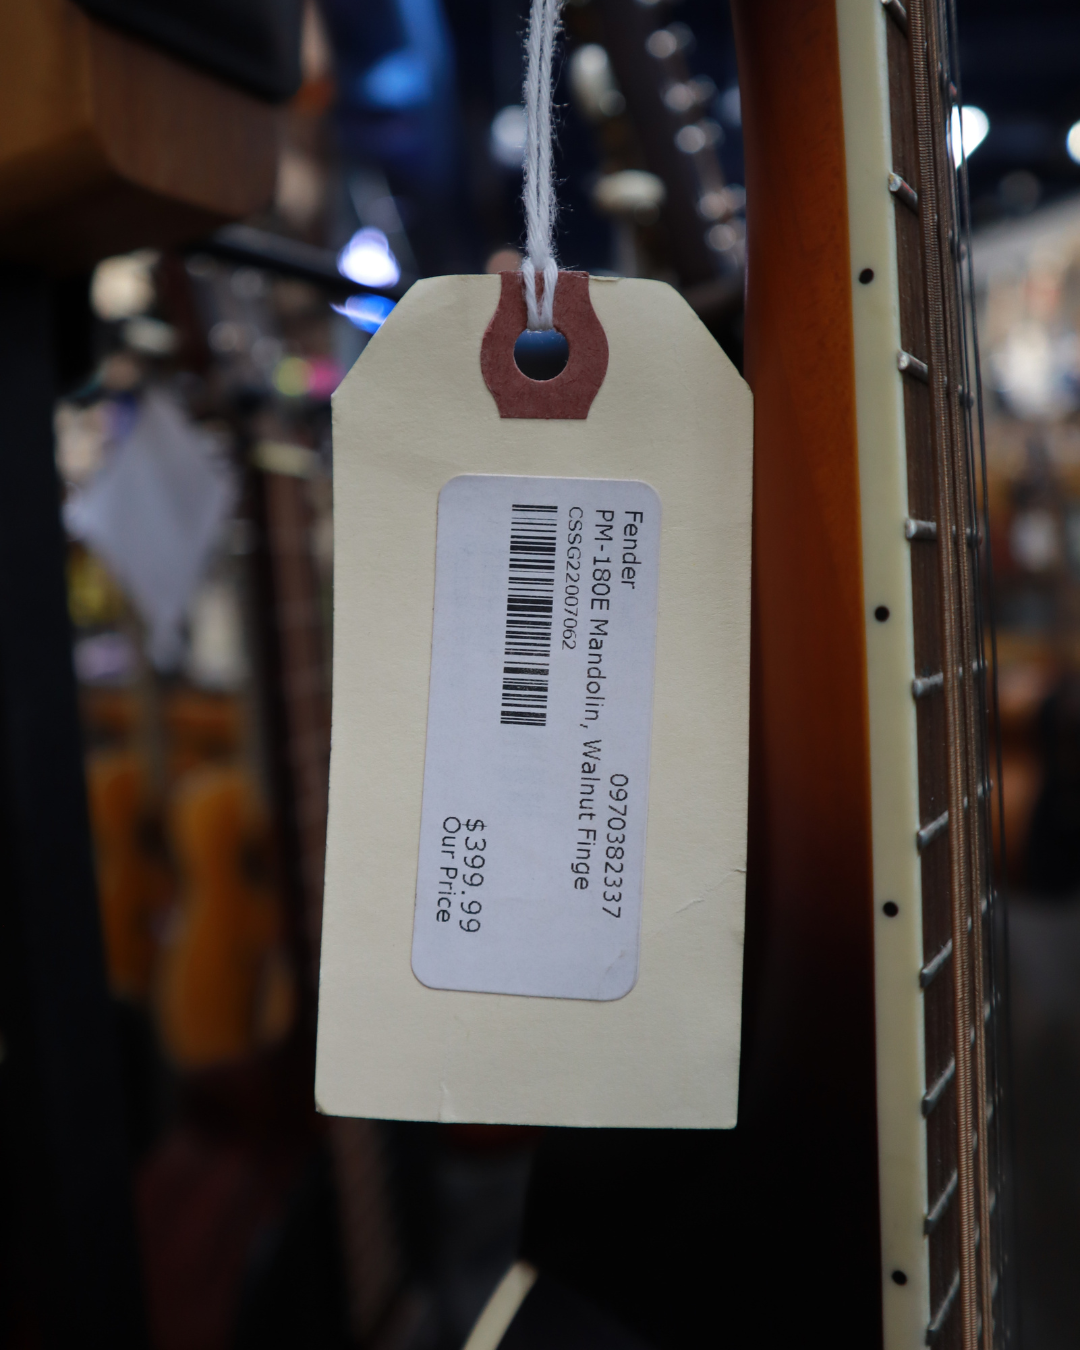 Fender
0970382337
PM-180E Mandolin, Walnut Finge
CSSG22007062
$399.99
Our Price